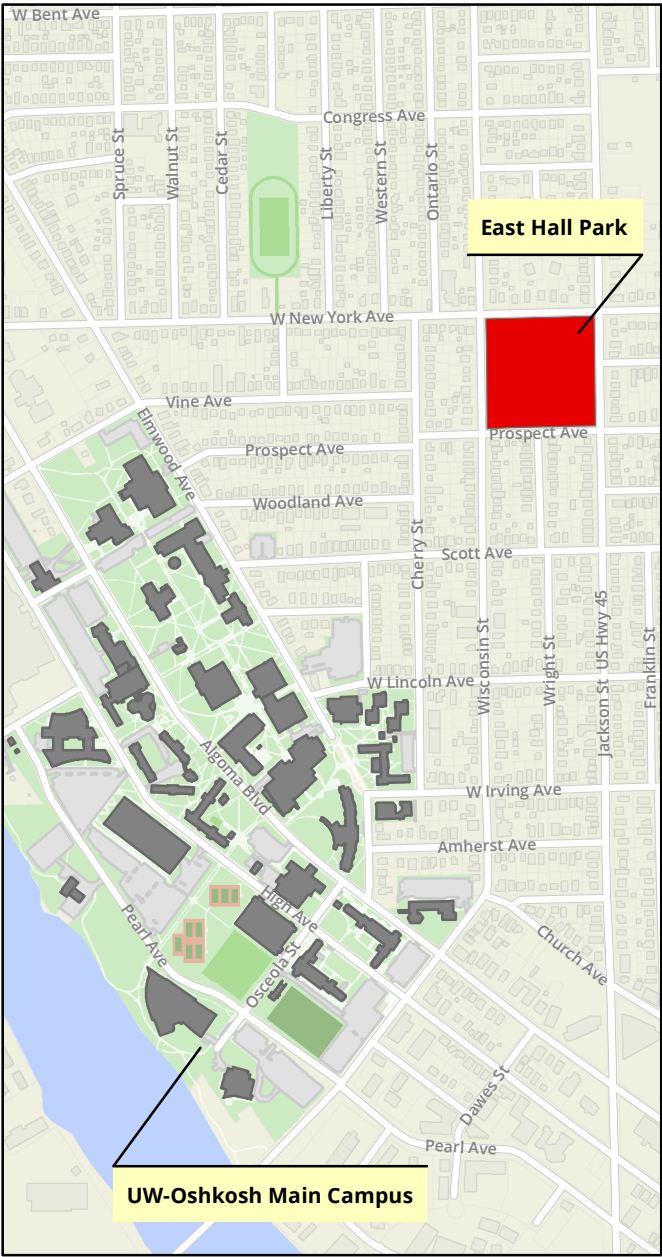 W Bent Ave
Congress Ave
Spruce St
Walnut St
Cedar St
Liberty St
Western St
Ontario St
East Hall Park
W New York Ave
Vine Ave
Elmwood Ave
Prospect Ave
Prospect Ave
Woodland Ave
Cherry St
Scott Ave
Wisconsin St
Wright St
Jackson St US Hwy 45
Franklin St
W Lincoln Ave
Algoma Blvd
W Irving Ave
Amherst Ave
High Ave
Pearl Ave
Osceola St
Church Ave
Dawes St
Pearl Ave
UW-Oshkosh Main Campus